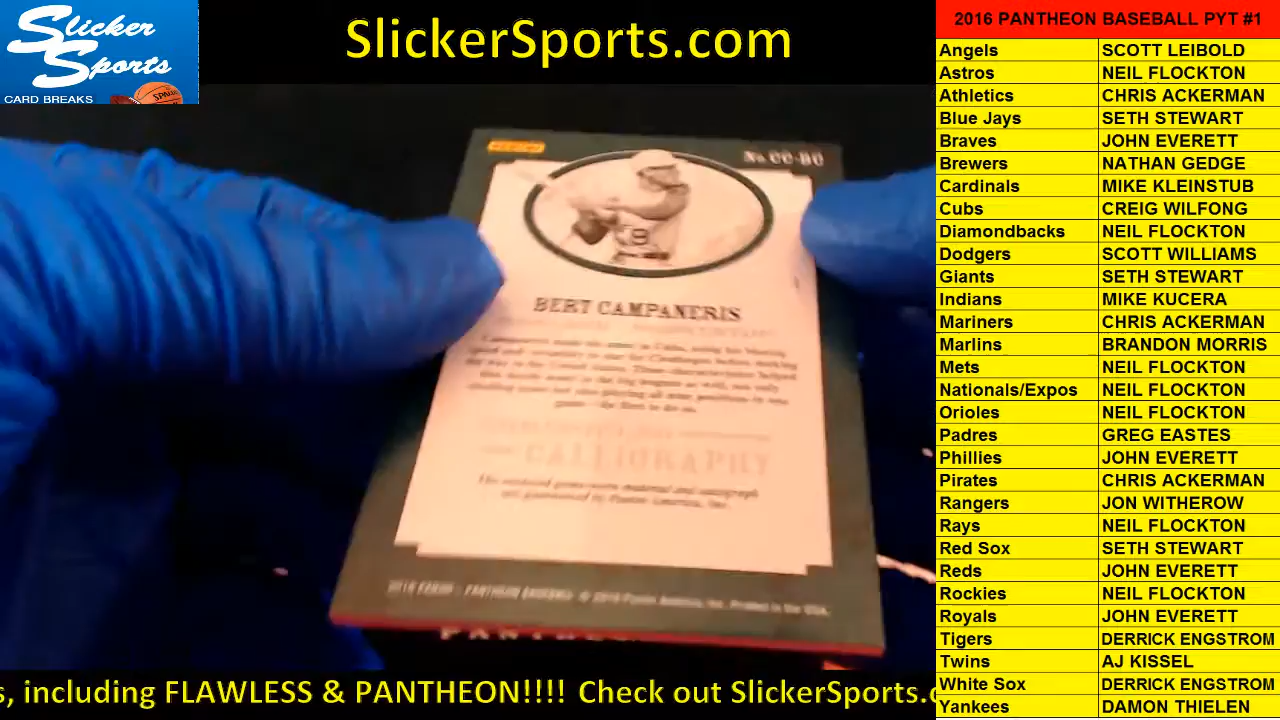 Slicker
Sports
CARD BREAKS
SlickerSports.com
No. CC-BC
BERT CAMPANERIS
CALLIGRAPHY
s, including FLAWLESS & PANTHEON!!!! Check out SlickerSports.c
2016 PANTHEON BASEBALL PYT #1
Angels SCOTT LEIBOLD
Astros NEIL FLOCKTON
Athletics CHRIS ACKERMAN
Blue Jays SETH STEWART
Braves JOHN EVERETT
Brewers NATHAN GEDGE
Cardinals MIKE KLEINSTUB
Cubs CREIG WILFONG
Diamondbacks NEIL FLOCKTON
Dodgers SCOTT WILLIAMS
Giants SETH STEWART
Indians MIKE KUCERA
Mariners CHRIS ACKERMAN
Marlins BRANDON MORRIS
Mets NEIL FLOCKTON
Nationals/Expos NEIL FLOCKTON
Orioles NEIL FLOCKTON
Padres GREG EASTES
Phillies JOHN EVERETT
Pirates CHRIS ACKERMAN
Rangers JON WITHEROW
Rays NEIL FLOCKTON
Red Sox SETH STEWART
Reds JOHN EVERETT
Rockies NEIL FLOCKTON
Royals JOHN EVERETT
Tigers DERRICK ENGSTROM
Twins AJ KISSEL
White Sox DERRICK ENGSTROM
Yankees DAMON THIELEN